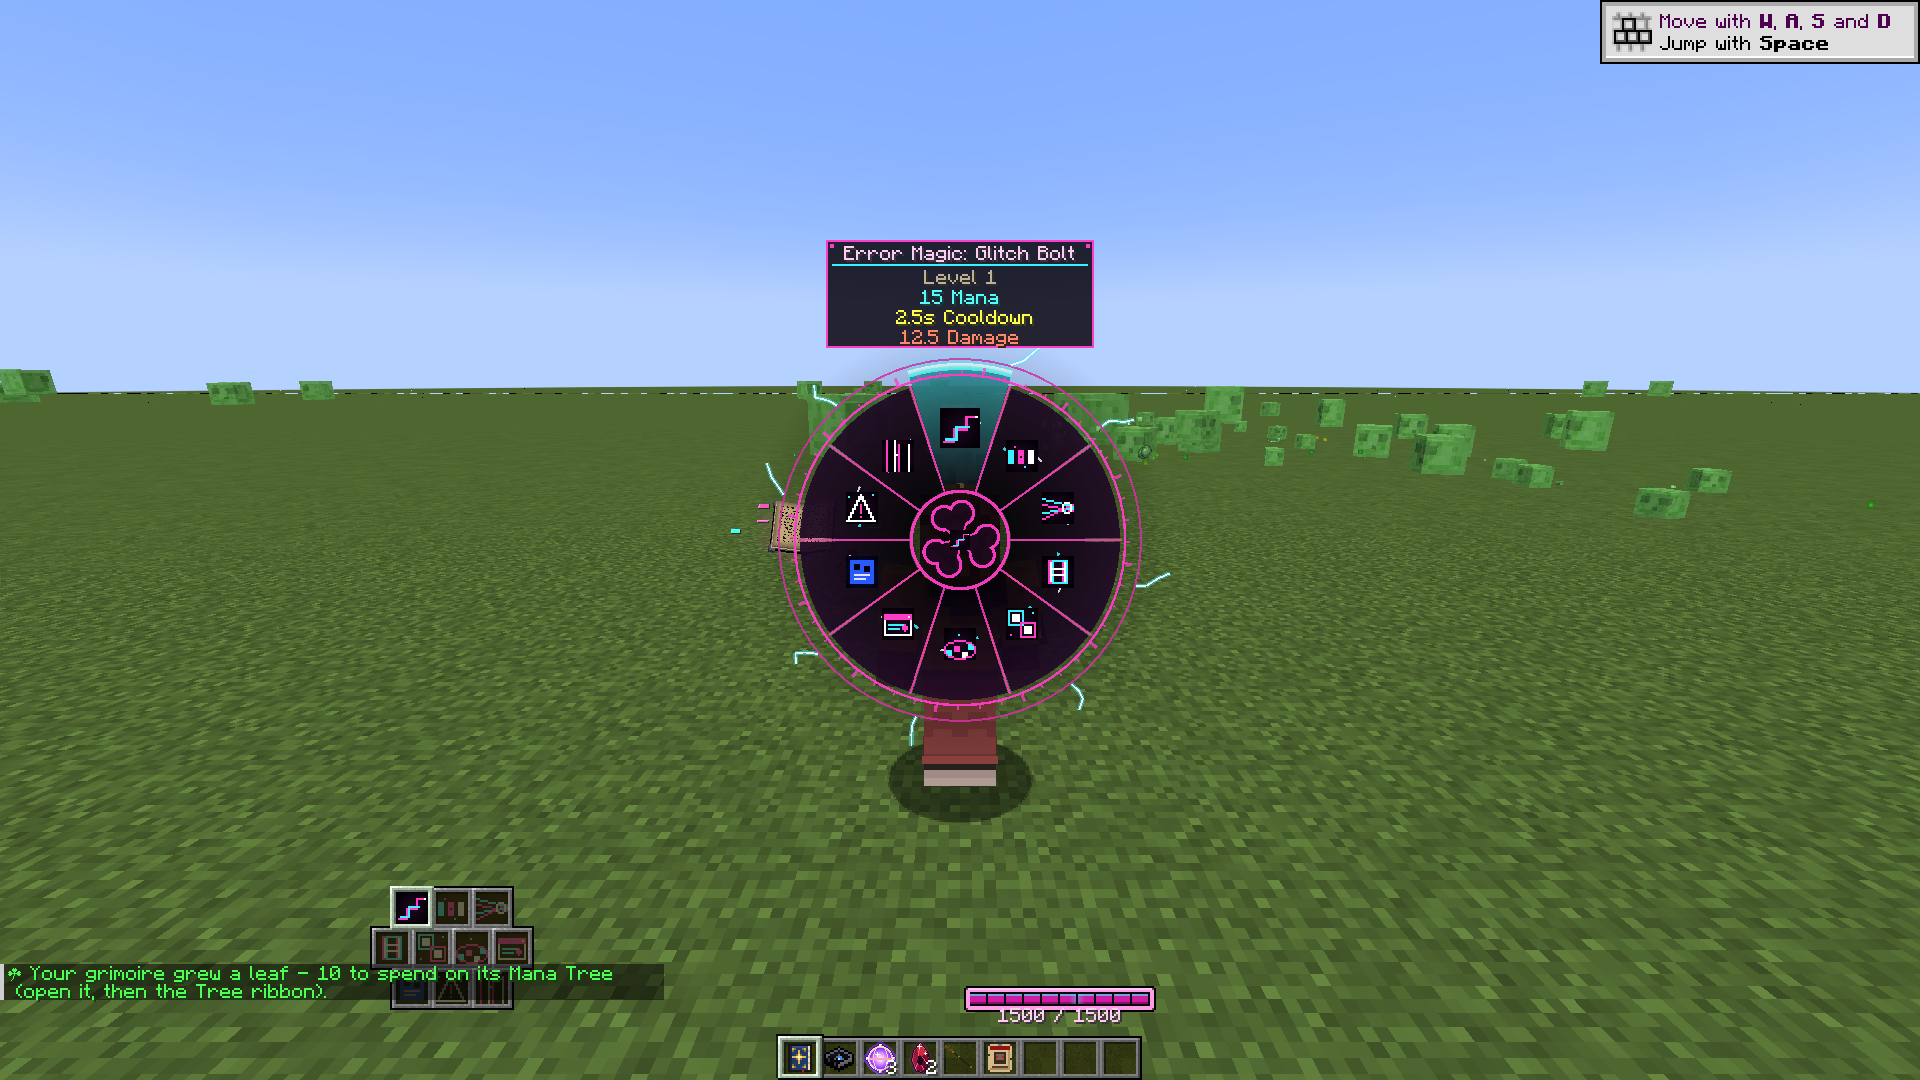 Move with W, A, S and D
Jump with Space
Error Magic: Glitch Bolt
Level 1
15 Mana
2.5s Cooldown
12.5 Damage
☘ Your grimoire grew a leaf - 10 to spend on its Mana Tree
(open it, then the Tree ribbon).
1500 / 1500
3
2